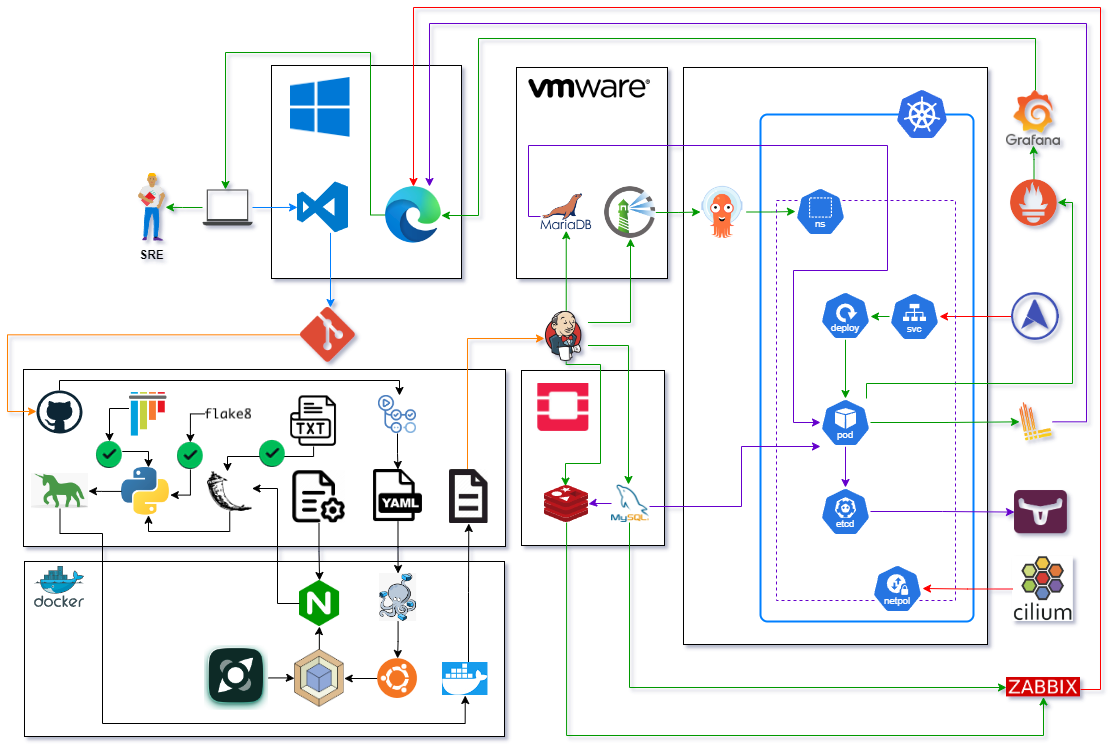 vmware®
Grafana
MariaDB
ns
SRE
deploy
svc
flake8
TXT
pod
YAML
MySQL
etcd
docker
netpol
cilium
N
ZABBIX